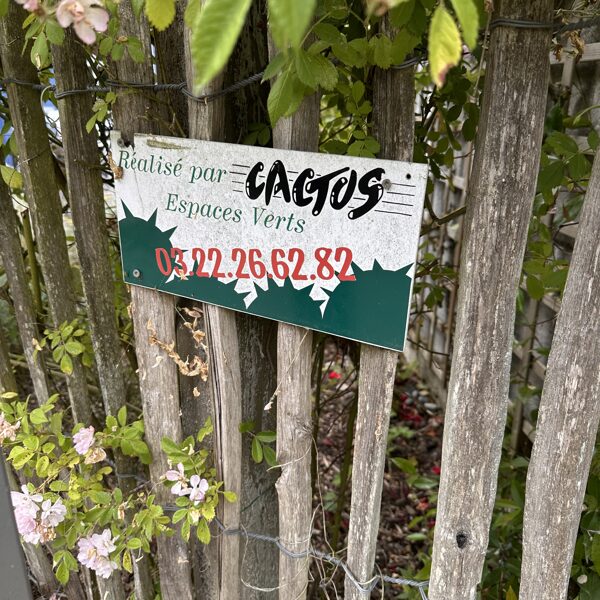 Réalisé par CACTUS
Espaces Verts
03.22.26.62.82